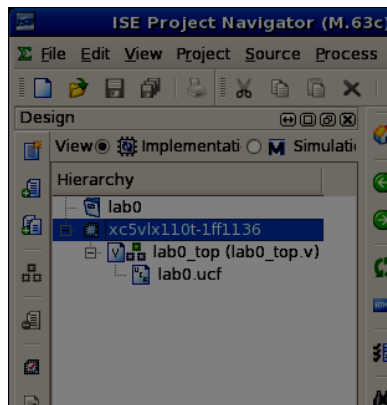 ISE Project Navigator (M.63c)
File Edit View Project Source Process
Design
View Implementati Simulati
Hierarchy
lab0
xc5vlx110t-1ff1136
lab0_top (lab0_top.v)
lab0.ucf